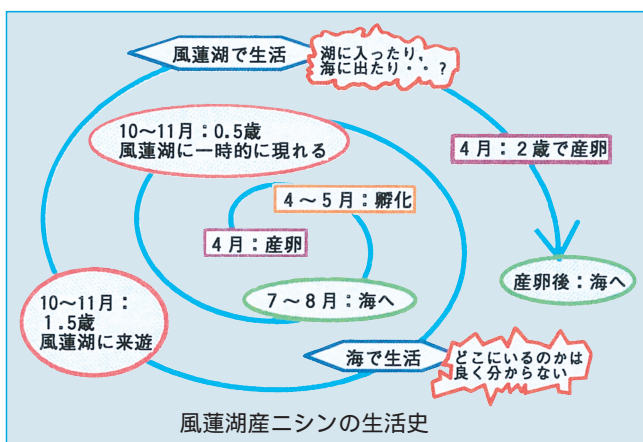 風蓮湖で生活
湖に入ったり，
海に出たり・・？
10～11月：0.5歳
風蓮湖に一時的に現れる
4月：2歳で産卵
4～5月：孵化
4月：産卵
産卵後：海へ
7～8月：海へ
10～11月：
1.5歳
風蓮湖に来遊
海で生活
どこにいるのかは
良く分からない
風蓮湖産ニシンの生活史